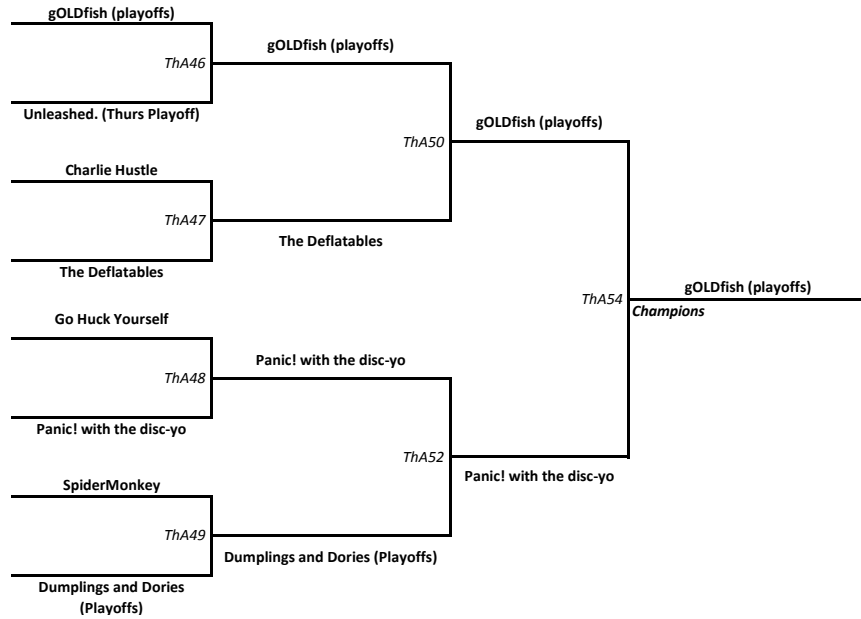 gOLDfish (playoffs)
ThA46
gOLDfish (playoffs)
Unleashed. (Thurs Playoff)
ThA50
gOLDfish (playoffs)
Charlie Hustle
ThA47
The Deflatables
The Deflatables
ThA54
gOLDfish (playoffs)
Champions
Go Huck Yourself
ThA48
Panic! with the disc-yo
Panic! with the disc-yo
ThA52
Panic! with the disc-yo
SpiderMonkey
ThA49
Dumplings and Dories (Playoffs)
Dumplings and Dories
(Playoffs)